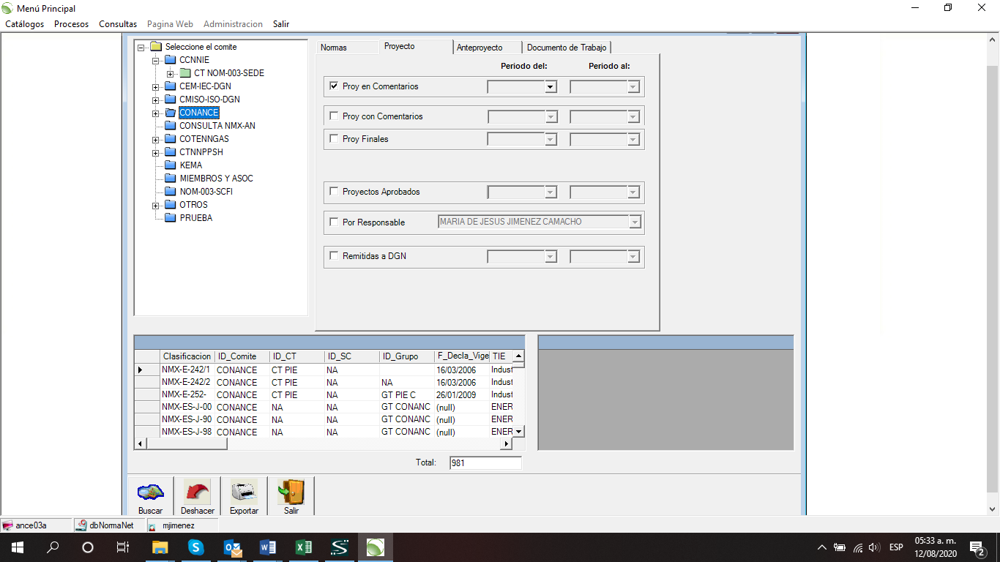 Menú Principal
Catálogos Procesos Consultas Pagina Web Administracion Salir
Seleccione el comite
CCNNIE
CT NOM-003-SEDE
CEM-IEC-DGN
CMISO-ISO-DGN
CONANCE
CONSULTA NMX-AN
COTENNGAS
CTNNPPSH
KEMA
MIEMBROS Y ASOC
NOM-003-SCFI
OTROS
PRUEBA
Normas Proyecto Anteproyecto Documento de Trabajo
Periodo del: Periodo al:
Proy en Comentarios
Proy con Comentarios
Proy Finales
Proyectos Aprobados
Por Responsable MARIA DE JESUS JIMENEZ CAMACHO
Remitidas a DGN
Clasificacion ID_Comite ID_CT ID_SC ID_Grupo F_Decla_Vige TIE
NMX-E-242/1 CONANCE CT PIE NA 16/03/2006 Indust
NMX-E-242/2 CONANCE CT PIE NA NA 16/03/2006 Indust
NMX-E-252- CONANCE CT PIE NA GT PIE C 26/01/2009 Indust
NMX-ES-J-00 CONANCE NA NA GT CONANC (null) ENER
NMX-ES-J-90 CONANCE NA NA GT CONANC (null) ENER
NMX-ES-J-98 CONANCE NA NA GT CONANC (null) ENER
Total: 981
Buscar Deshacer Exportar Salir
ance03a dbNormaNet mjimenez
ESP
05:33 a. m.
12/08/2020
2